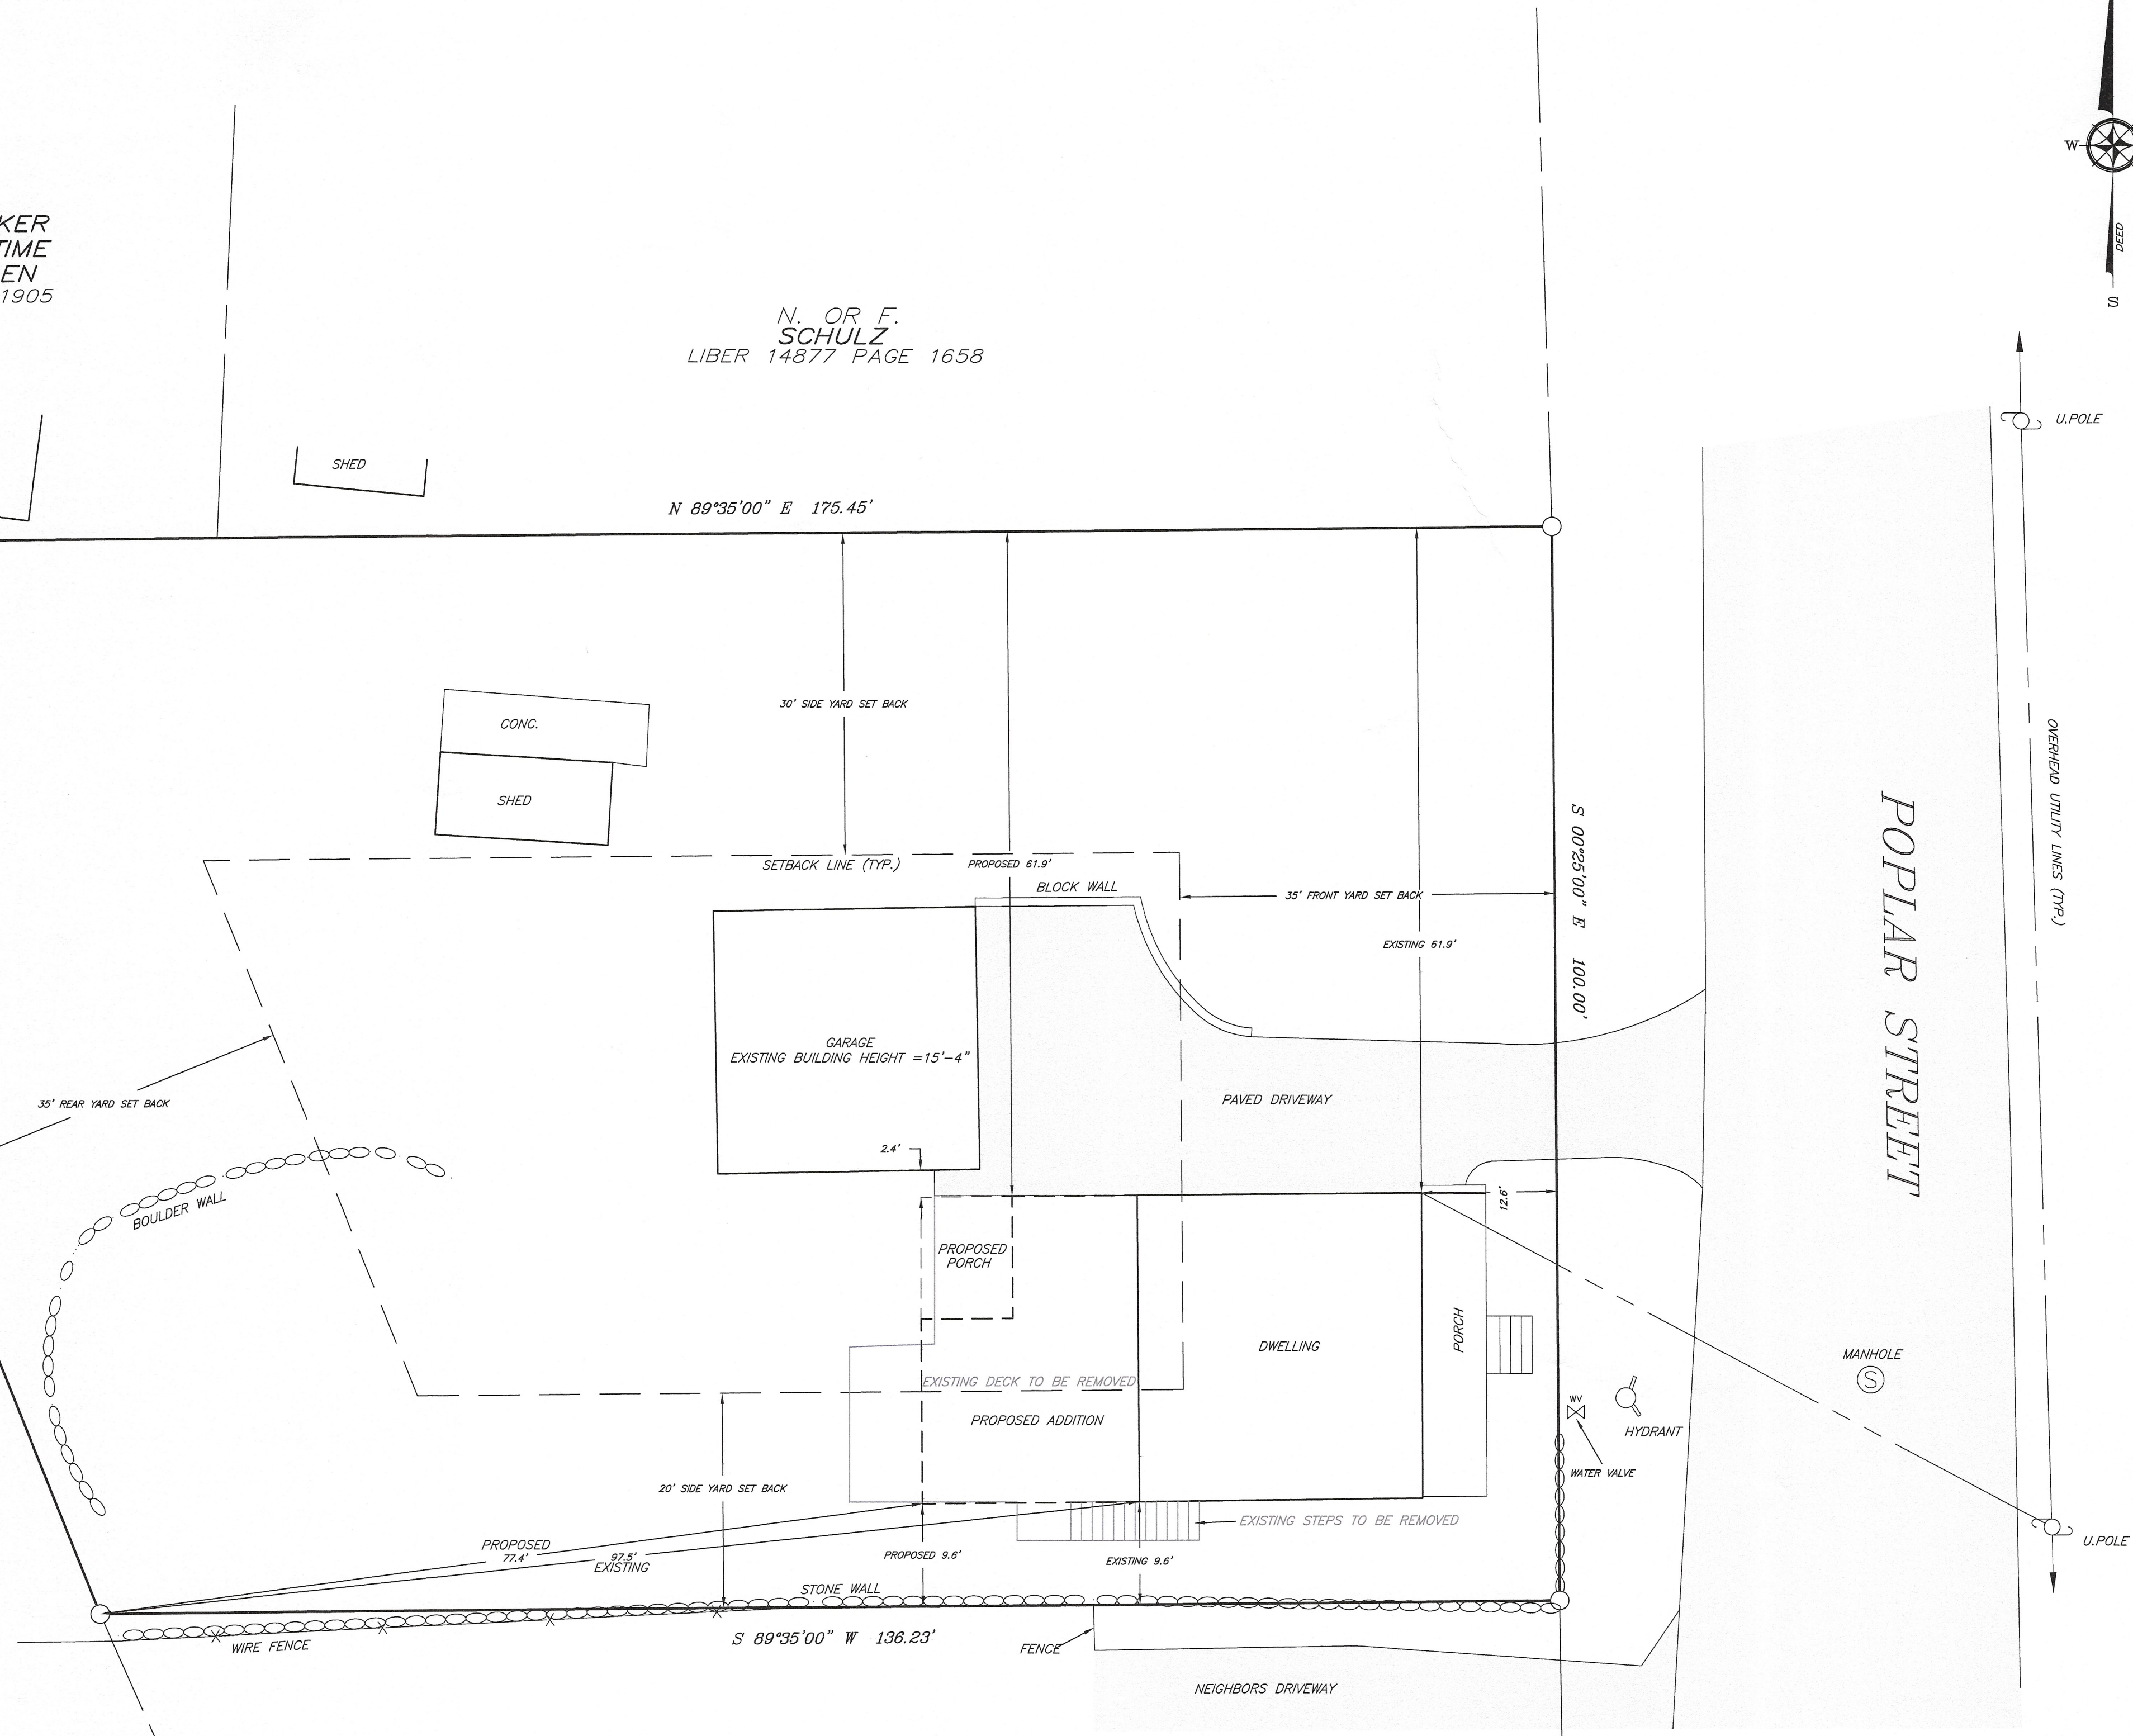 W
DEED
S
KER
TIME
EN
1905
N. OR F.
SCHULZ
LIBER 14877 PAGE 1658
U.POLE
SHED
N 89°35'00" E 175.45'
30' SIDE YARD SET BACK
CONC.
SHED
OVERHEAD UTILITY LINES (TYP.)
POPLAR STREET
S 00°25'00" E 100.00'
SETBACK LINE (TYP.)
PROPOSED 61.9'
BLOCK WALL
35' FRONT YARD SET BACK
EXISTING 61.9'
GARAGE
EXISTING BUILDING HEIGHT =15'-4"
PAVED DRIVEWAY
35' REAR YARD SET BACK
2.4'
BOULDER WALL
12.6'
PROPOSED
PORCH
DWELLING
PORCH
MANHOLE
S
EXISTING DECK TO BE REMOVED
PROPOSED ADDITION
WV
HYDRANT
WATER VALVE
20' SIDE YARD SET BACK
EXISTING STEPS TO BE REMOVED
PROPOSED
77.4'
97.5'
EXISTING
PROPOSED 9.6'
EXISTING 9.6'
U.POLE
STONE WALL
WIRE FENCE
S 89°35'00" W 136.23'
FENCE
NEIGHBORS DRIVEWAY